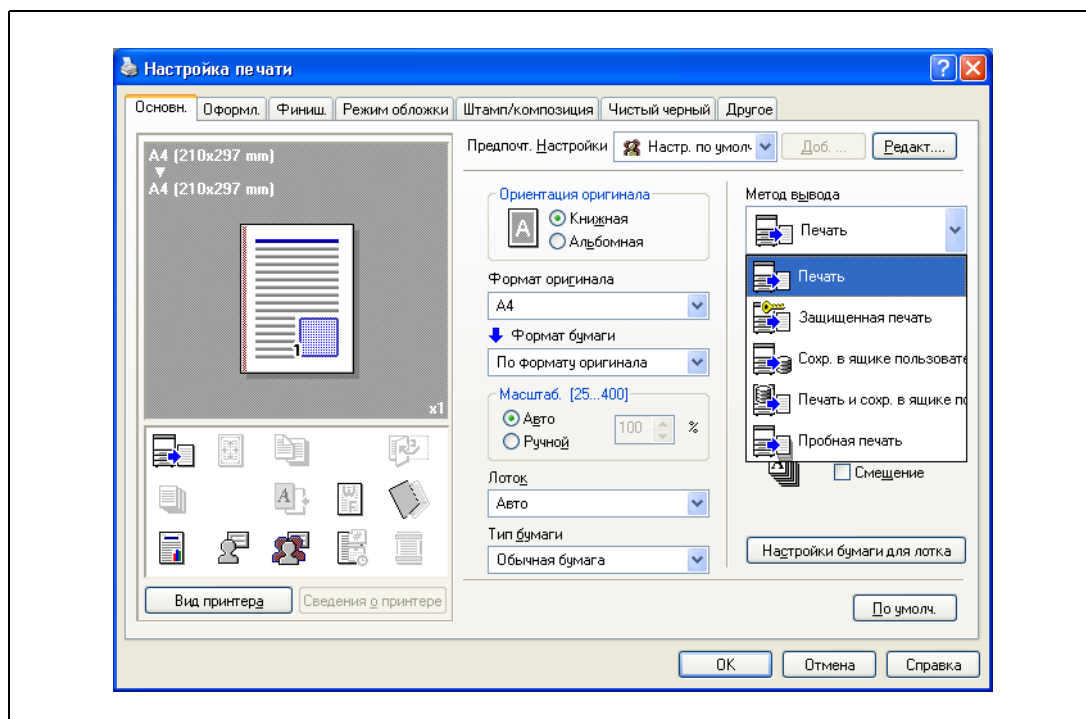 Настройка печати
Основн. Оформл. Финиш. Режим обложки Штамп/композиция Чистый черный Другое
A4 (210x297 mm)
A4 (210x297 mm)
1
x1
Вид принтера Сведения о принтере
Предпочт. Настройки Настр. по умолч Доб. ... Редакт....
Ориентация оригинала
A
Книжная
Альбомная
Формат оригинала
A4
Формат бумаги
По формату оригинала
Масштаб. [25...400]
Авто
Ручной
100 %
Лоток
Авто
Тип бумаги
Обычная бумага
Метод вывода
Печать
Печать
Защищенная печать
Сохр. в ящике пользовате
Печать и сохр. в ящике по
Пробная печать
Смещение
Настройки бумаги для лотка
По умолч.
OK Отмена Справка